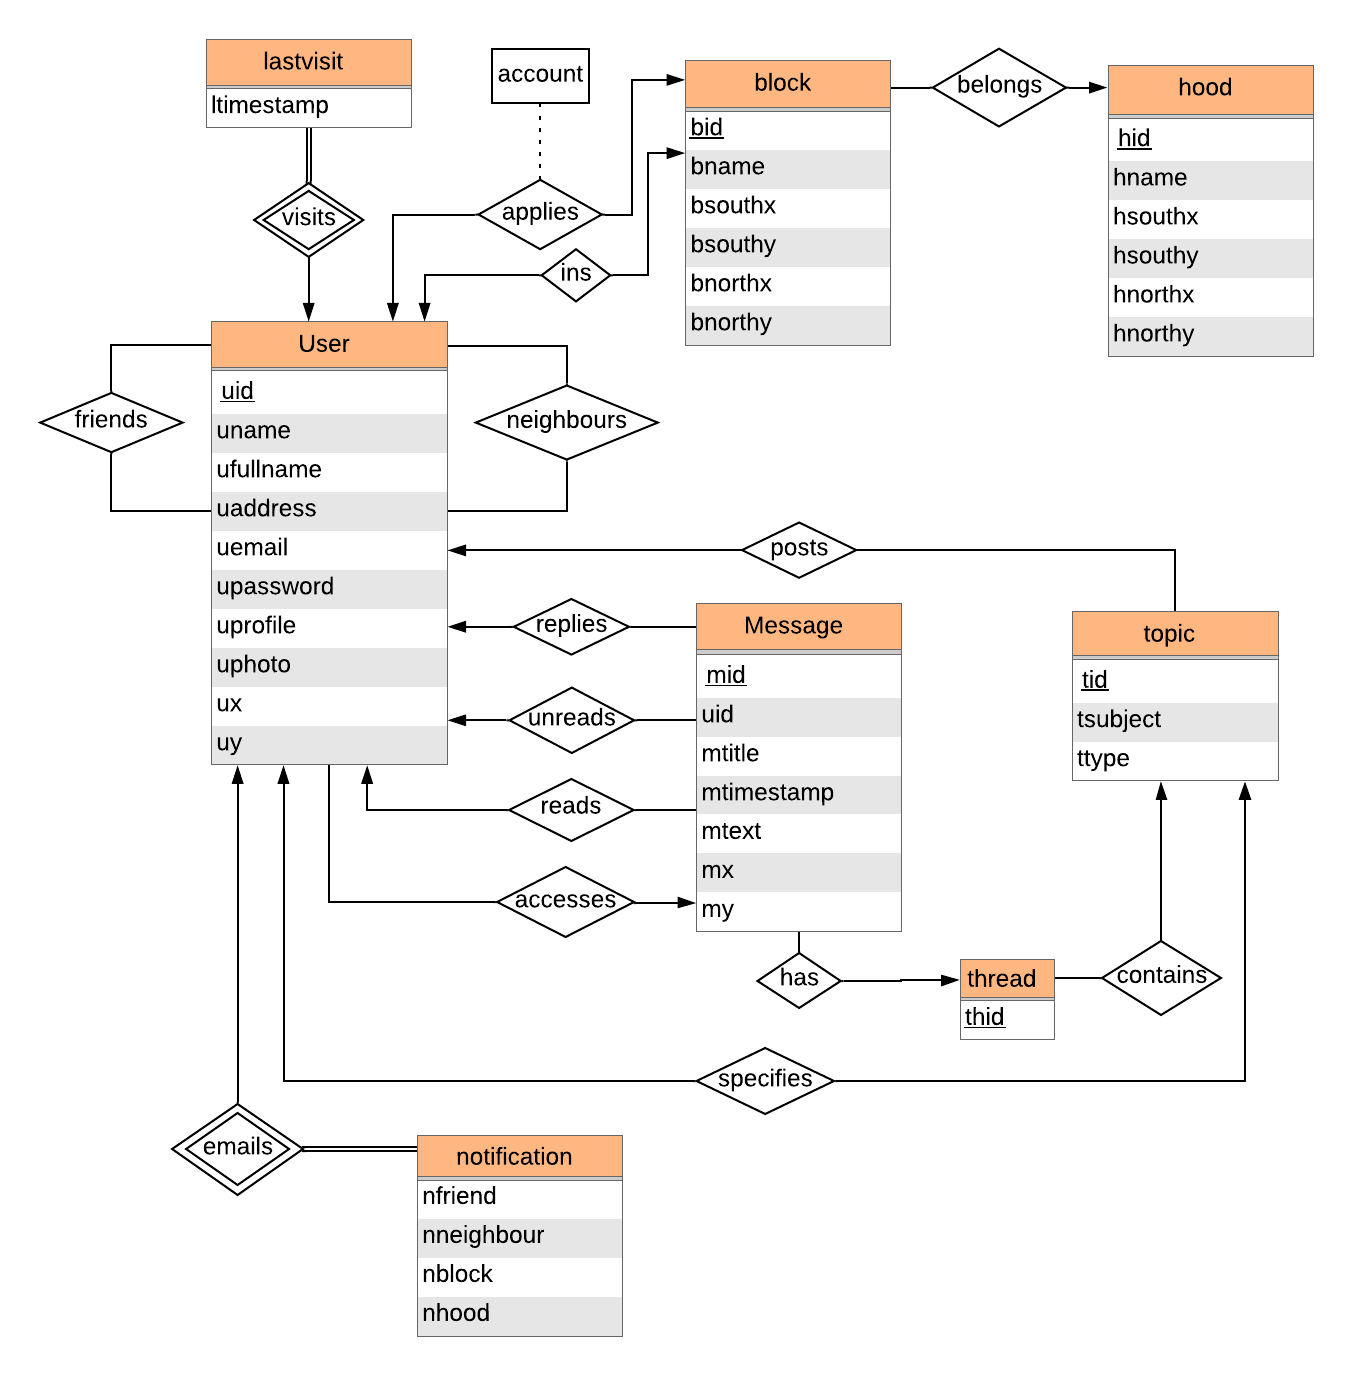 lastvisit
ltimestamp
visits
account
applies
ins
block
bid
bname
bsouthx
bsouthy
bnorthx
bnorthy
belongs
hood
hid
hname
hsouthx
hsouthy
hnorthx
hnorthy
User
uid
uname
ufullname
uaddress
uemail
upassword
uprofile
uphoto
ux
uy
friends
neighbours
posts
replies
unreads
reads
accesses
Message
mid
uid
mtitle
mtimestamp
mtext
mx
my
topic
tid
tsubject
ttype
has
thread
thid
contains
specifies
emails
notification
nfriend
nneighbour
nblock
nhood